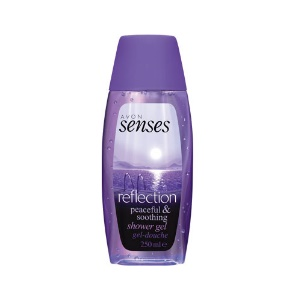 AVON
senses
reflection
peaceful &
soothing
shower gel
gel-douche
250 ml e